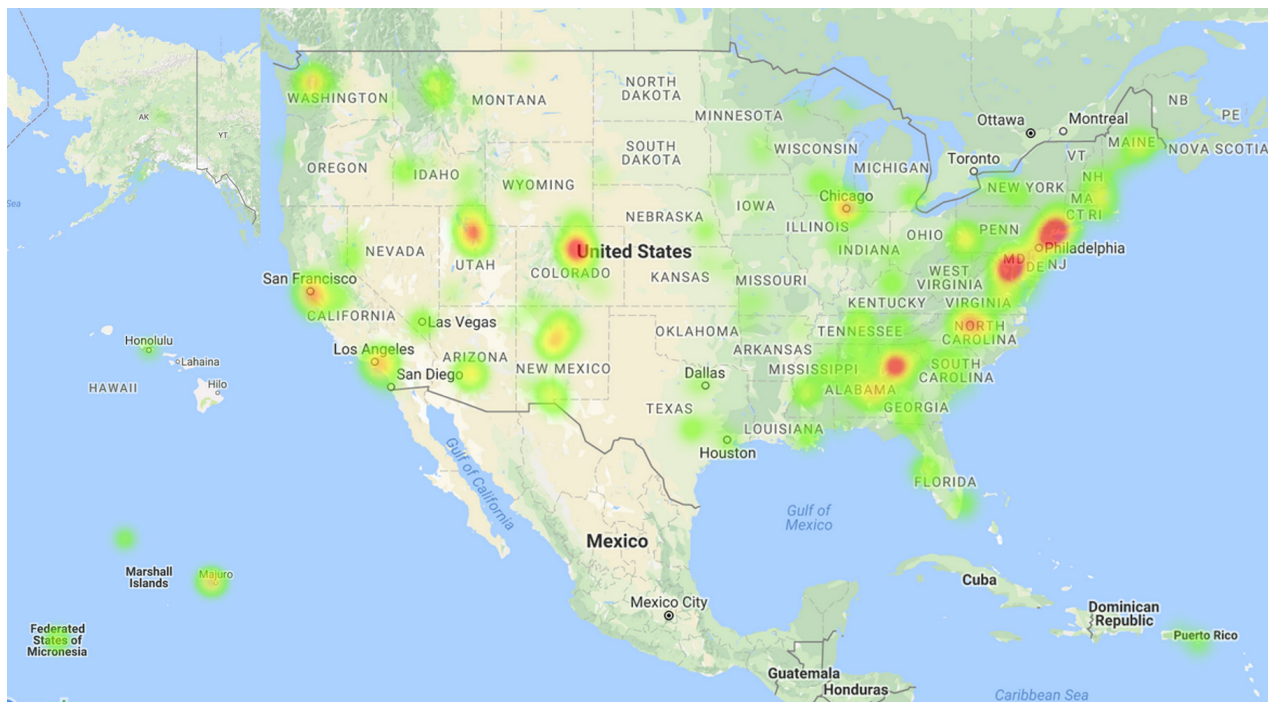 AK
YT
Sea
WASHINGTON
MONTANA
NORTH
DAKOTA
MINNESOTA
Ottawa
Montreal
NB
PE
MAINE
NOVA SCOTIA
VT
OREGON
IDAHO
WYOMING
SOUTH
DAKOTA
WISCONSIN
MICHIGAN
Toronto
NH
NEW YORK
MA
CT RI
NEBRASKA
IOWA
Chicago
ILLINOIS
INDIANA
OHIO
PENN
Philadelphia
MD
DE
NJ
NEVADA
UTAH
COLORADO
United States
KANSAS
MISSOURI
WEST
VIRGINIA
KENTUCKY
VIRGINIA
San Francisco
CALIFORNIA
Las Vegas
OKLAHOMA
TENNESSEE
NORTH
CAROLINA
Los Angeles
ARIZONA
NEW MEXICO
ARKANSAS
MISSISSIPPI
SOUTH
CAROLINA
San Diego
Dallas
ALABAMA
GEORGIA
TEXAS
LOUISIANA
Houston
FLORIDA
Honolulu
Lahaina
HAWAII
Hilo
Gulf of California
Gulf of
Mexico
Mexico
Mexico City
Cuba
Dominican
Republic
Puerto Rico
Guatemala
Honduras
Caribbean Sea
Marshall
Islands
Majuro
Federated
States of
Micronesia